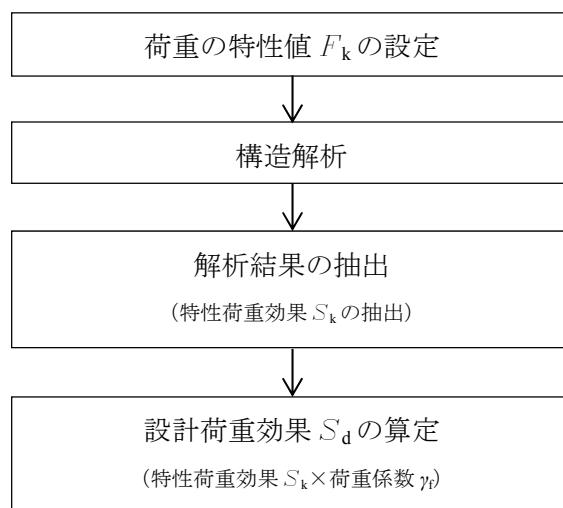 荷重の特性値 Fk の設定
構造解析
解析結果の抽出
（特性荷重効果 Sk の抽出）
設計荷重効果 Sd の算定
（特性荷重効果 Sk×荷重係数 γf）